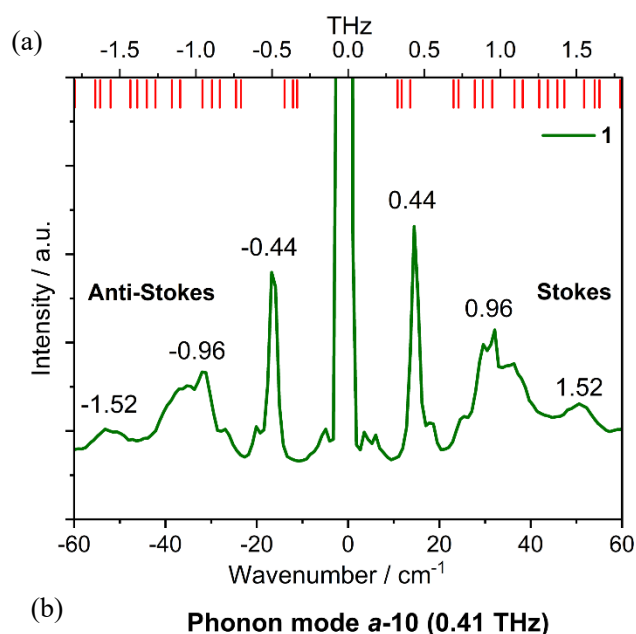 (a)
THz
-1.5 -1.0 -0.5 0.0 0.5 1.0 1.5
1
0.44
-0.44
0.96
Anti-Stokes Stokes
-0.96
1.52
-1.52
Intensity / a.u.
-60 -40 -20 0 20 40 60
Wavenumber / cm⁻¹
(b)
Phonon mode a-10 (0.41 THz)